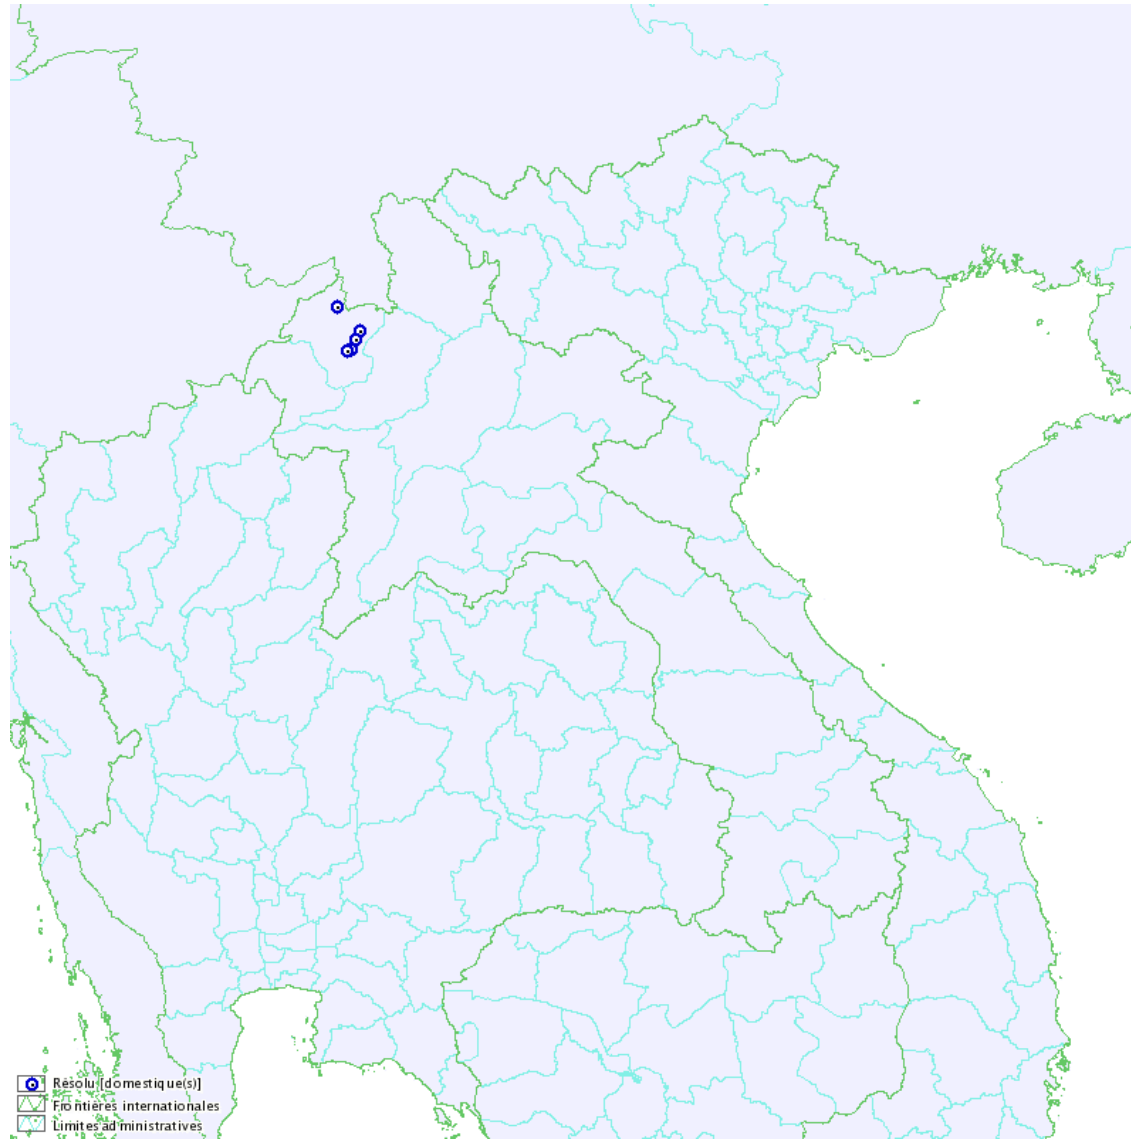 Résolu [domestique(s)]
Frontières internationales
Limites administratives